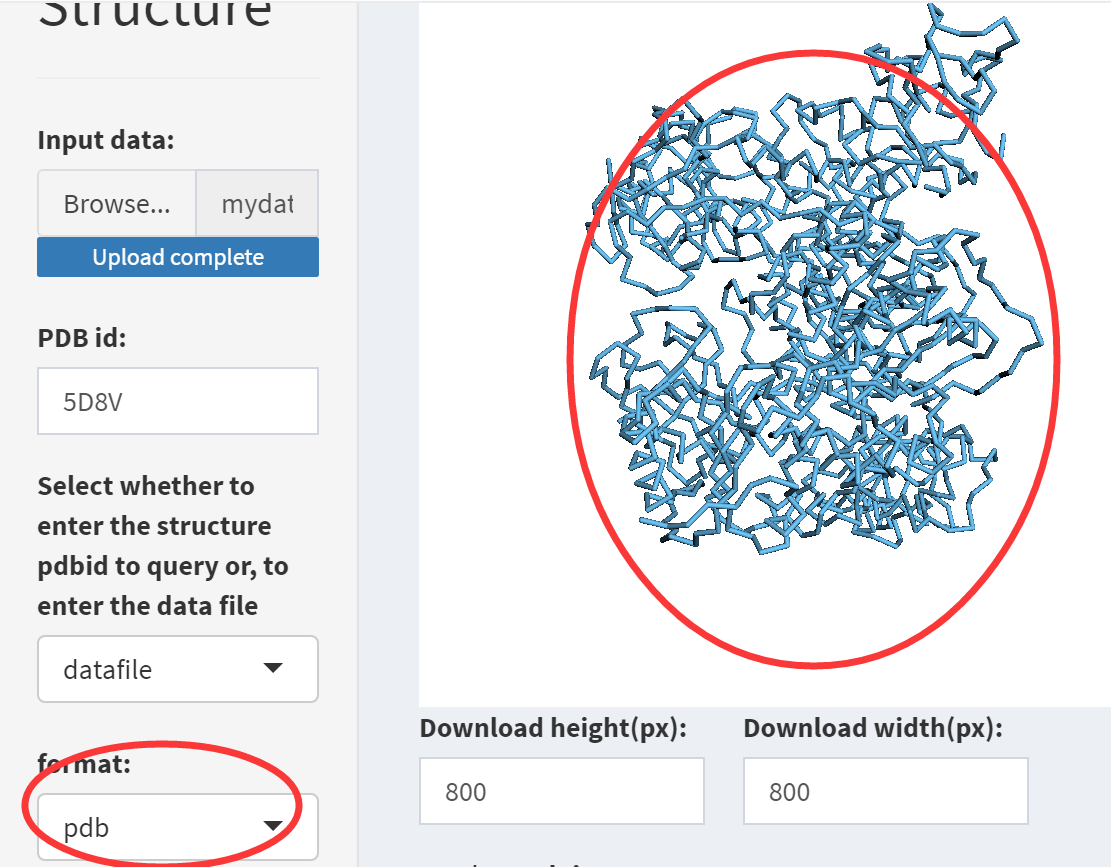 Structure
Input data:
Browse... mydat
Upload complete
PDB id:
5D8V
Select whether to
enter the structure
pdbid to query or, to
enter the data file
datafile
format:
pdb
Download height(px):
Download width(px):
800
800